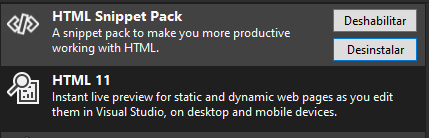 HTML Snippet Pack
Deshabilitar
A snippet pack to make you more productive
working with HTML.
Desinstalar
HTML 11
Instant live preview for static and dynamic web pages as you edit
them in Visual Studio, on desktop and mobile devices.